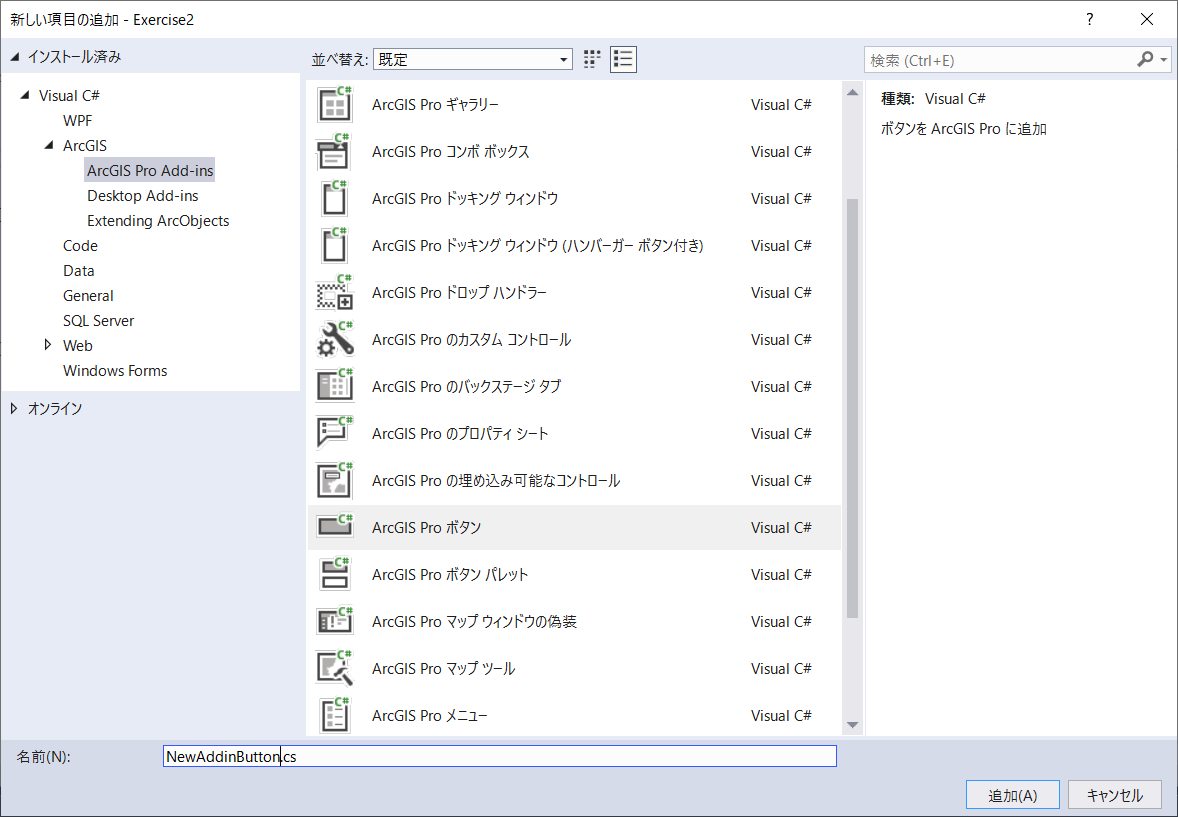 新しい項目の追加 - Exercise2
?
インストール済み
並べ替え: 既定
検索 (Ctrl+E)
Visual C#
WPF
ArcGIS
ArcGIS Pro Add-ins
Desktop Add-ins
Extending ArcObjects
Code
Data
General
SQL Server
Web
Windows Forms
オンライン
ArcGIS Pro ギャラリー Visual C#
ArcGIS Pro コンボ ボックス Visual C#
ArcGIS Pro ドッキング ウィンドウ Visual C#
ArcGIS Pro ドッキング ウィンドウ (ハンバーガー ボタン付き) Visual C#
ArcGIS Pro ドロップ ハンドラー Visual C#
ArcGIS Pro のカスタム コントロール Visual C#
ArcGIS Pro のバックステージ タブ Visual C#
ArcGIS Pro のプロパティ シート Visual C#
ArcGIS Pro の埋め込み可能なコントロール Visual C#
ArcGIS Pro ボタン Visual C#
ArcGIS Pro ボタン パレット Visual C#
ArcGIS Pro マップ ウィンドウの偽装 Visual C#
ArcGIS Pro マップ ツール Visual C#
ArcGIS Pro メニュー Visual C#
種類: Visual C#
ボタンを ArcGIS Pro に追加
名前(N): NewAddinButton.cs
追加(A) キャンセル